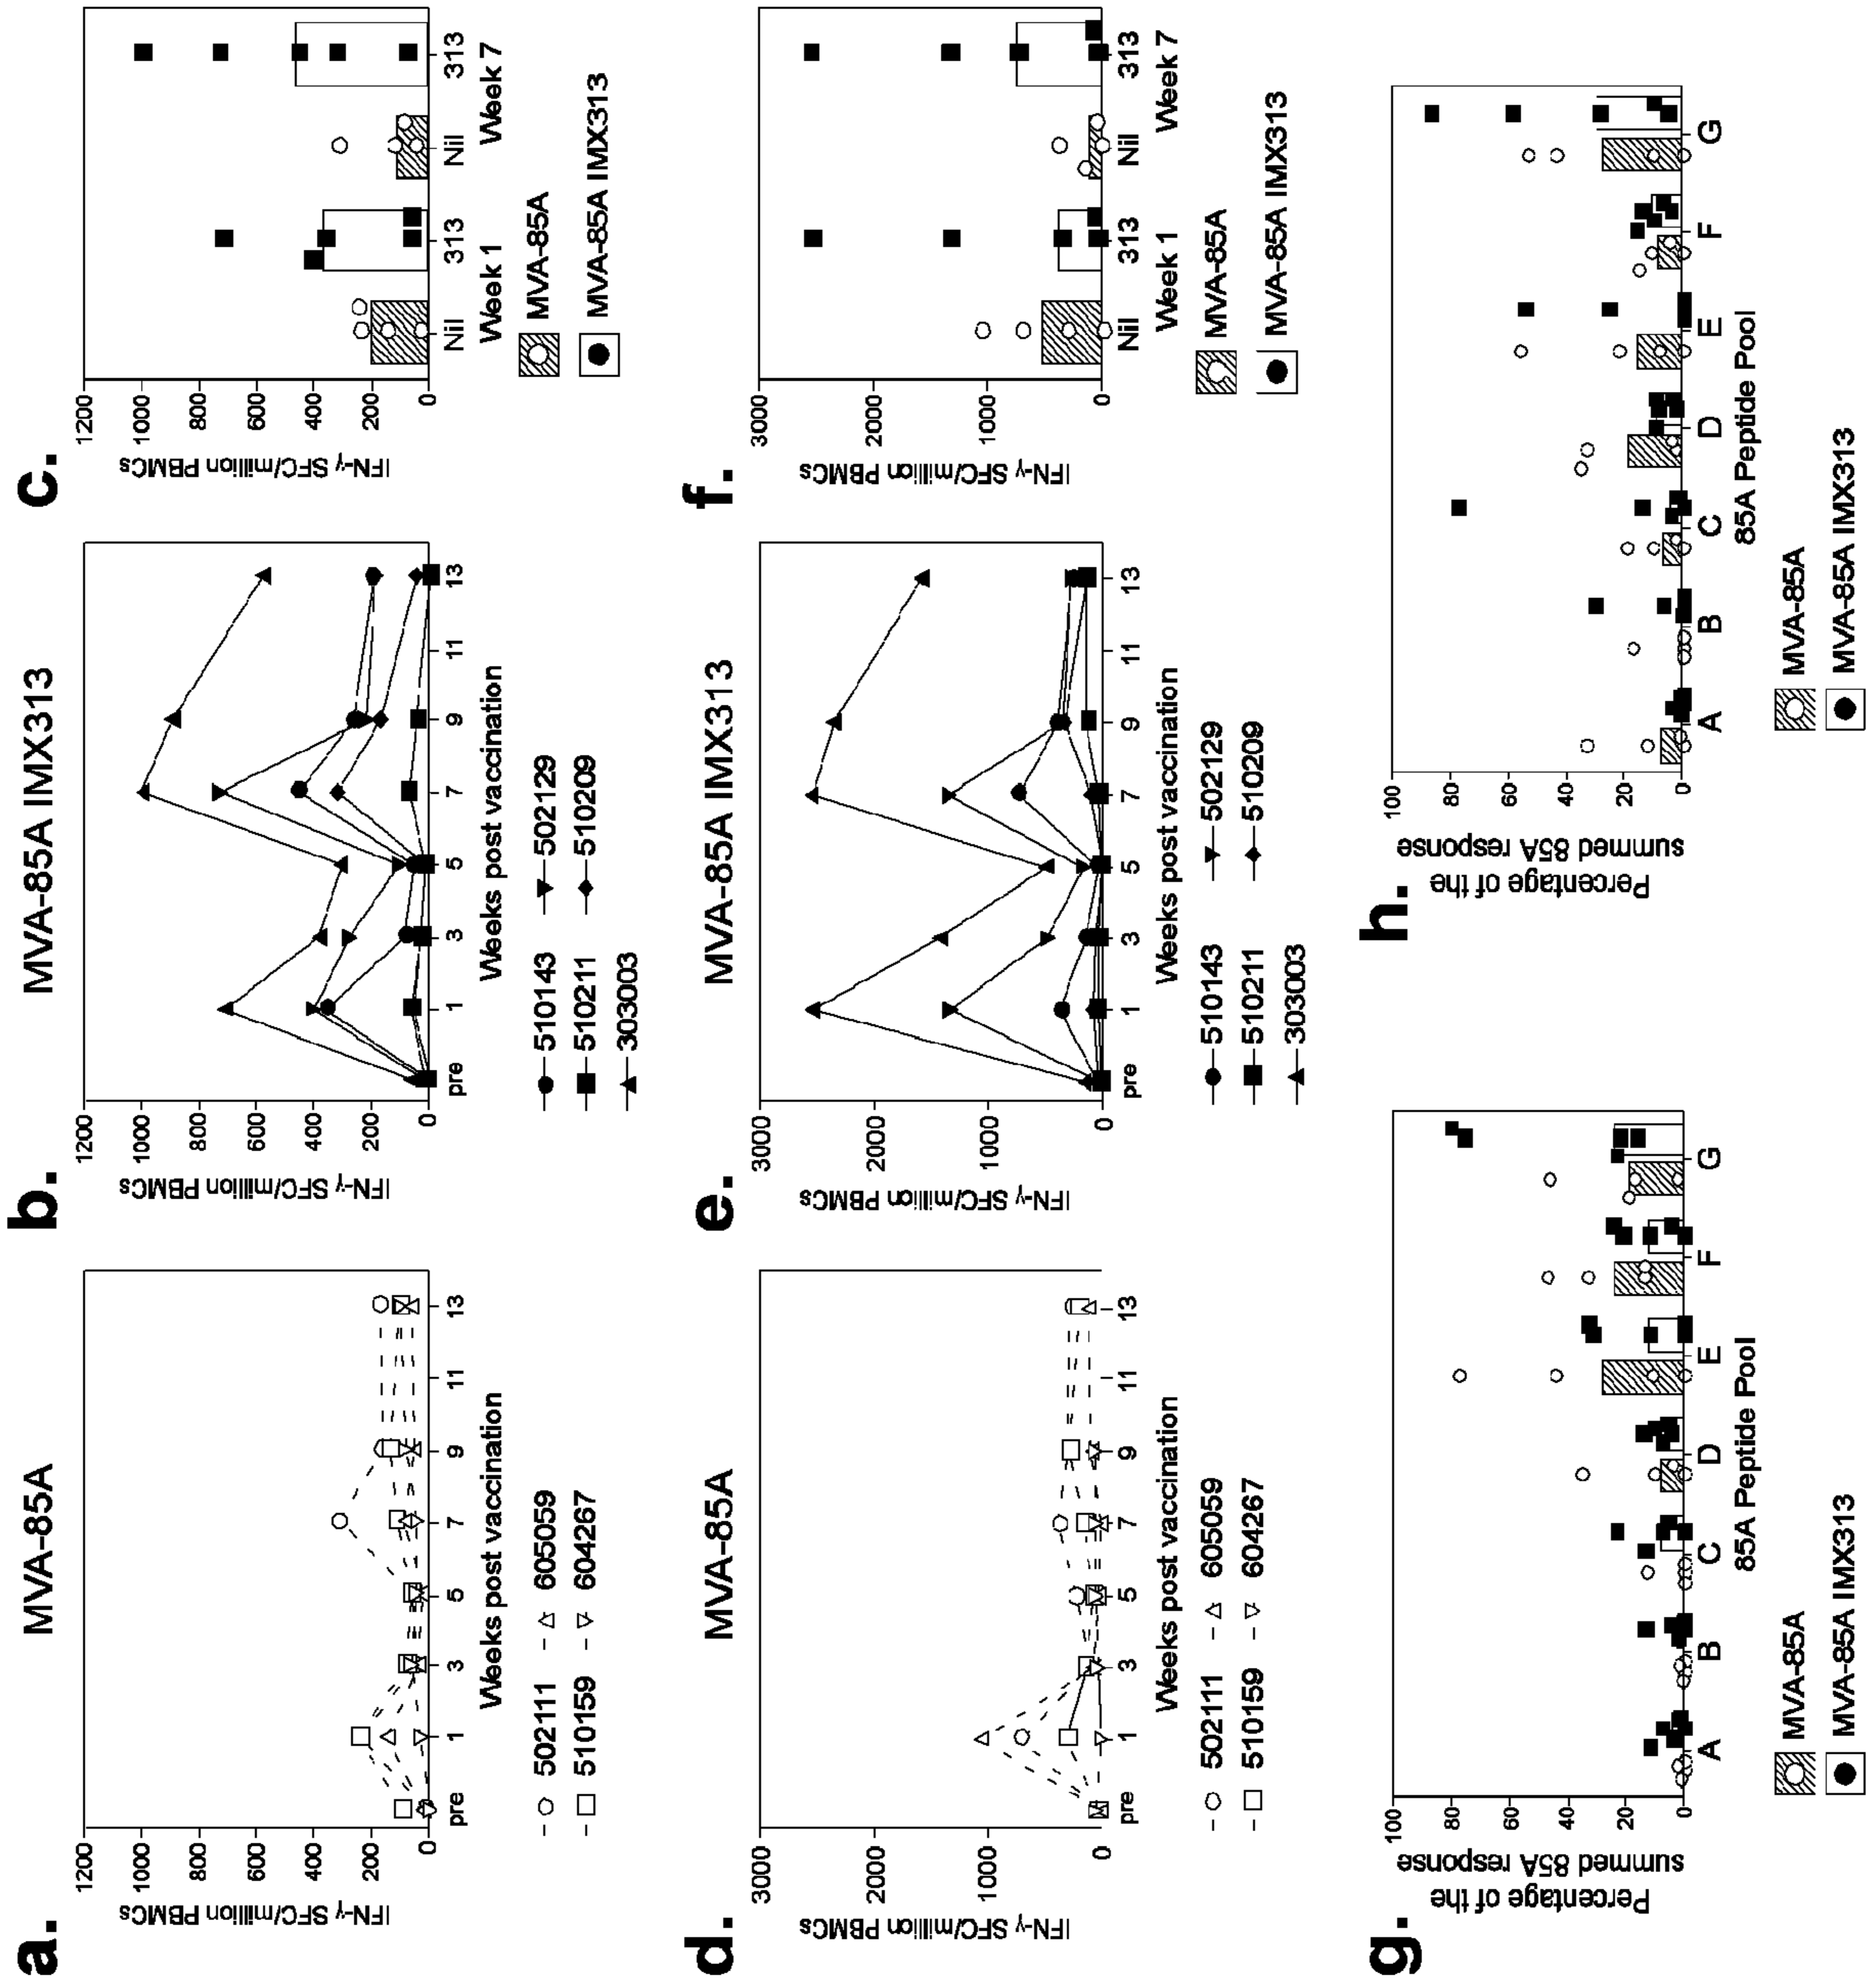 a.
MVA-85A
IFN-γ SFC/million PBMCs
1200
1000
800
600
400
200
0
pre 1 3 5 7 9 11 13
Weeks post vaccination
502111 605059
510159 604267
b.
MVA-85A IMX313
IFN-γ SFC/million PBMCs
1200
1000
800
600
400
200
0
pre 1 3 5 7 9 11 13
Weeks post vaccination
510143 502129
510211 510209
303003
c.
IFN-γ SFC/million PBMCs
1200
1000
800
600
400
200
0
Nil 313 Nil 313
Week 1 Week 7
MVA-85A
MVA-85A IMX313
d.
MVA-85A
IFN-γ SFC/million PBMCs
3000
2000
1000
0
pre 1 3 5 7 9 11 13
Weeks post vaccination
502111 605059
510159 604267
e.
MVA-85A IMX313
IFN-γ SFC/million PBMCs
3000
2000
1000
0
pre 1 3 5 7 9 11 13
Weeks post vaccination
510143 502129
510211 510209
303003
f.
IFN-γ SFC/million PBMCs
3000
2000
1000
0
Nil 313 Nil 313
Week 1 Week 7
MVA-85A
MVA-85A IMX313
g.
Percentage of the
summed 85A response
100
80
60
40
20
0
A B C D E F G
85A Peptide Pool
MVA-85A
MVA-85A IMX313
h.
Percentage of the
summed 85A response
100
80
60
40
20
0
A B C D E F G
85A Peptide Pool
MVA-85A
MVA-85A IMX313